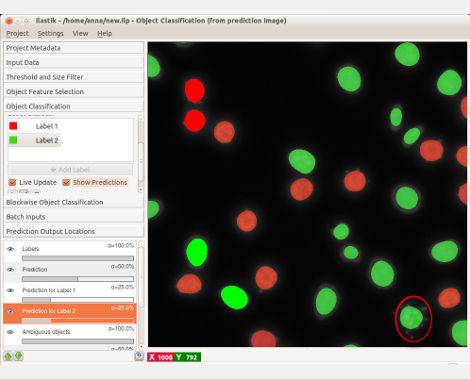 ilastik - /home/anna/new.ilp - Object Classification (from prediction image)
Project Settings View Help
Project Metadata
Input Data
Threshold and Size Filter
Object Feature Selection
Object Classification
Label 1
Label 2
Add Label
Live Update Show Predictions
Blockwise Object Classification
Batch Inputs
Prediction Output Locations
Labels α=100.0%
Prediction α=50.0%
Prediction for Label 1 α=25.0%
Prediction for Label 2 α=25.0%
Ambiguous objects α=100.0%
X 1008 Y 792